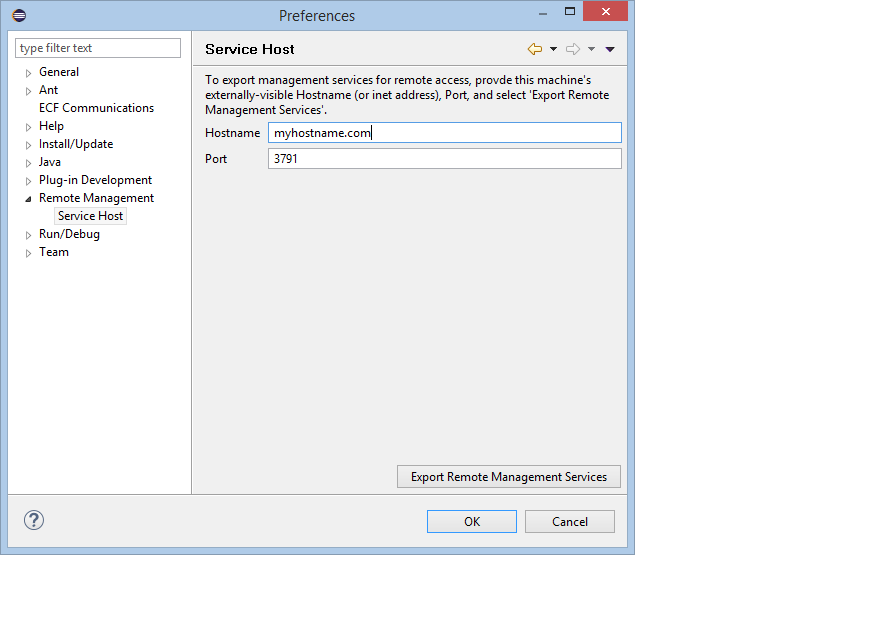 Preferences
type filter text
General
Ant
ECF Communications
Help
Install/Update
Java
Plug-in Development
Remote Management
Service Host
Run/Debug
Team
Service Host
To export management services for remote access, provde this machine's
externally-visible Hostname (or inet address), Port, and select 'Export Remote
Management Services'.
Hostname myhostname.com
Port 3791
Export Remote Management Services
?
OK Cancel